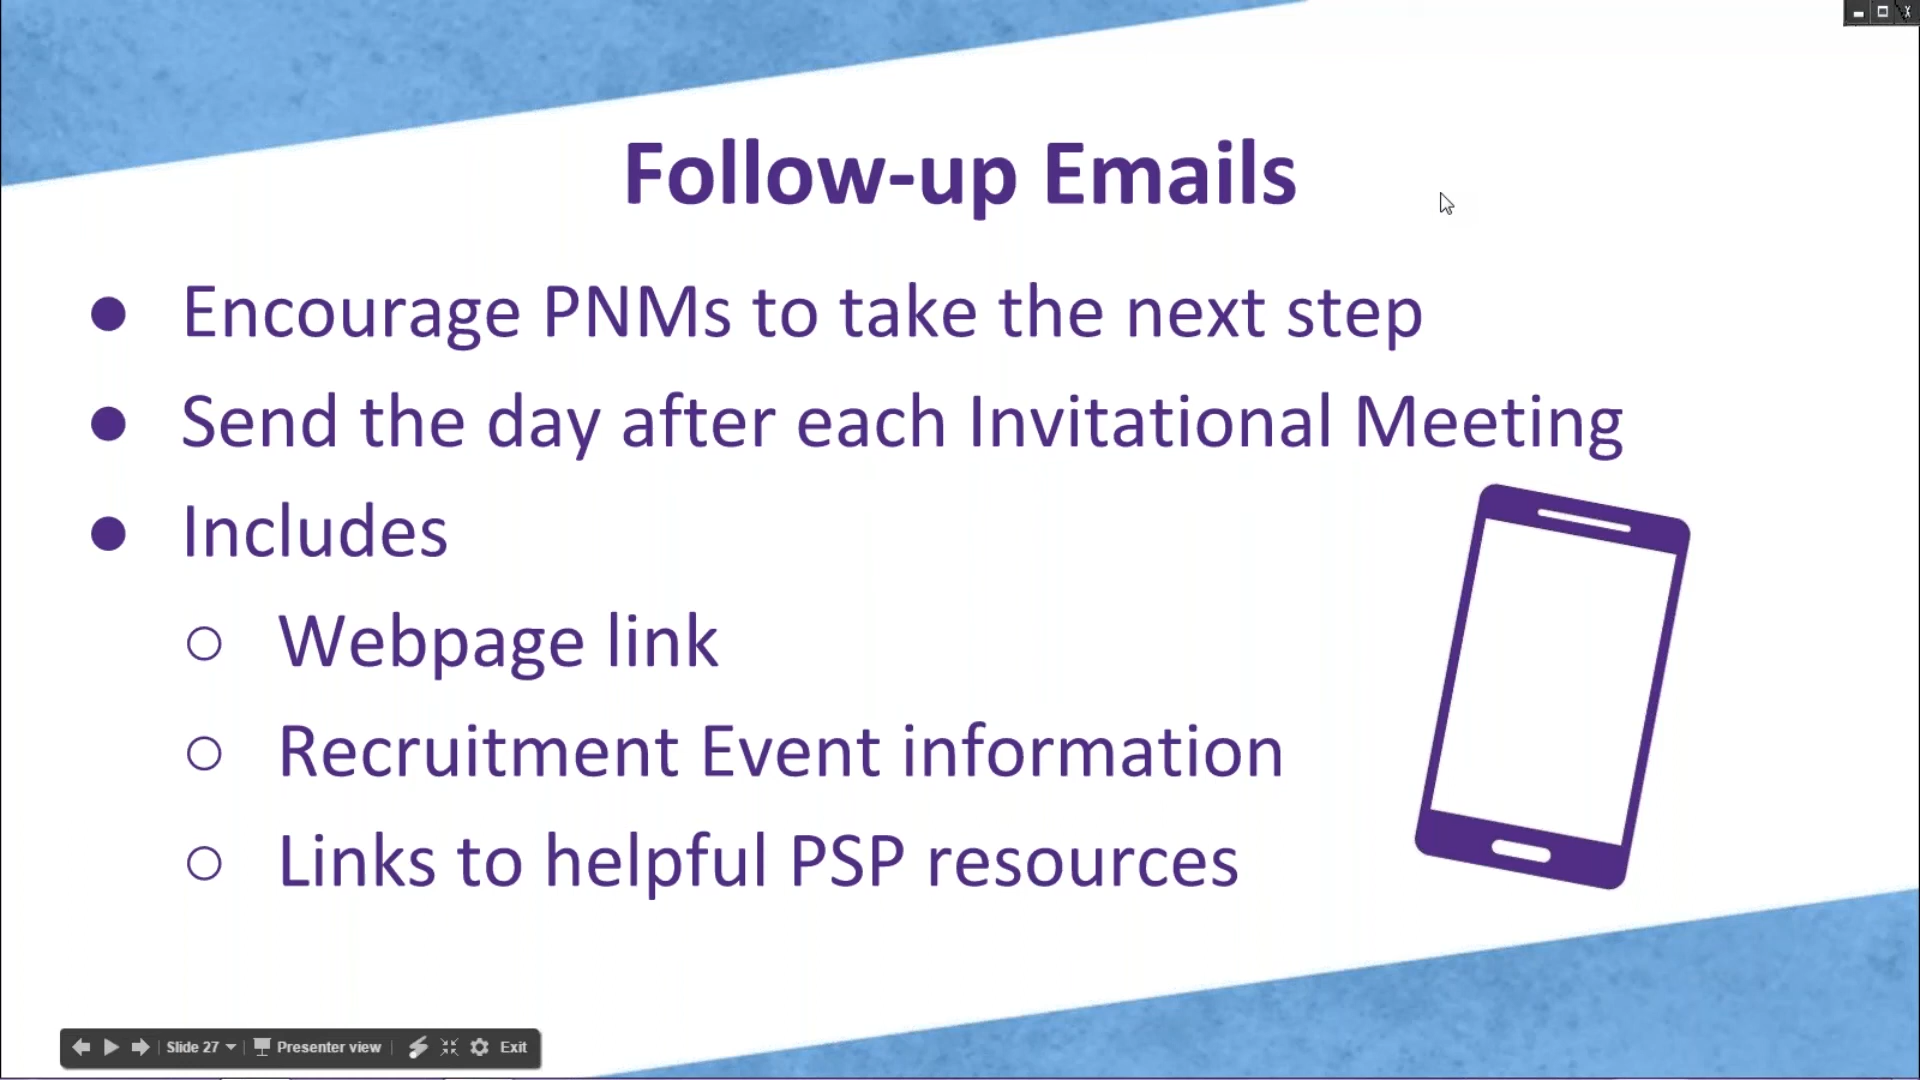 Follow-up Emails
● Encourage PNMs to take the next step
● Send the day after each Invitational Meeting
● Includes
○ Webpage link
○ Recruitment Event information
○ Links to helpful PSP resources
Slide 27 Presenter view Exit